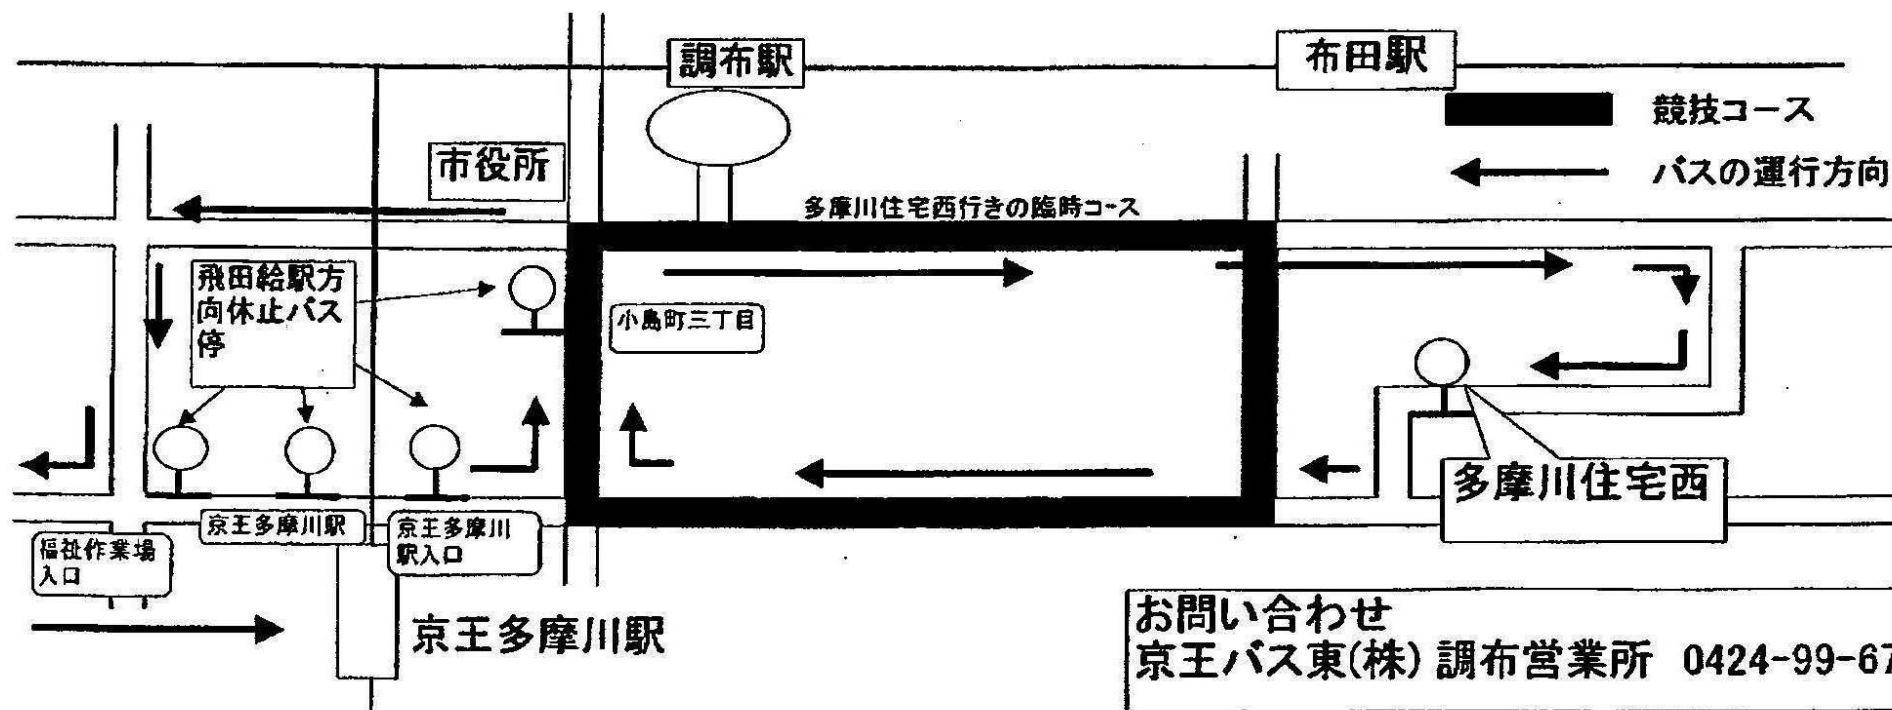 調布駅
布田駅
競技コース
市役所
バスの運行方向
多摩川住宅西行きの臨時コース
飛田給駅方
向休止バス
停
小島町三丁目
多摩川住宅西
京王多摩川駅
京王多摩川
駅入口
福祉作業場
入口
京王多摩川駅
お問い合わせ
京王バス東(株) 調布営業所 0424-99-67